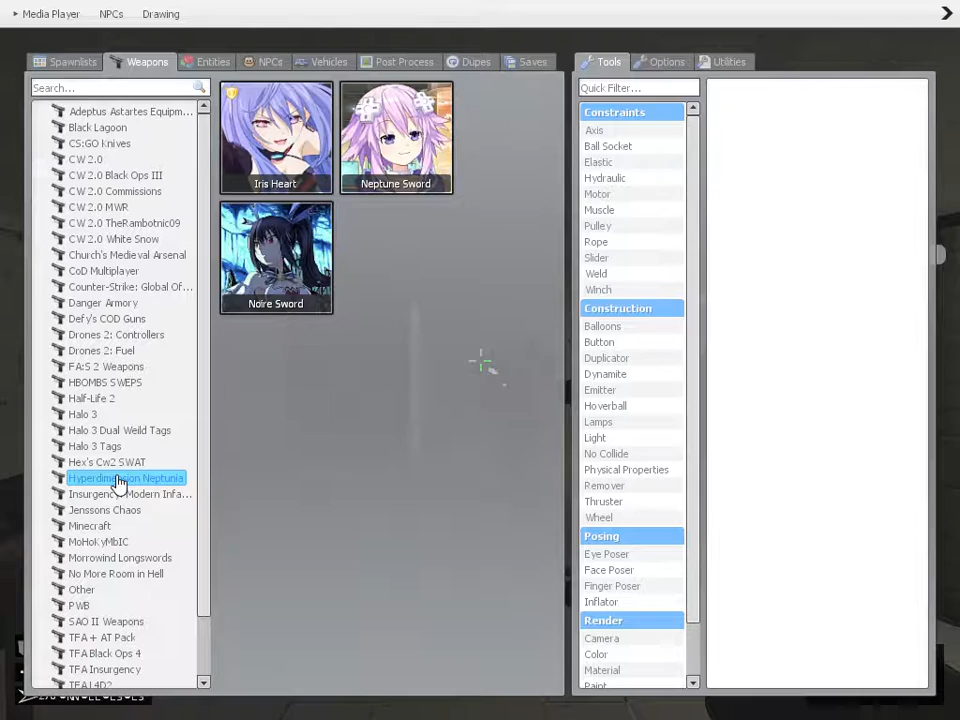 Media Player NPCs Drawing
Spawnlists Weapons Entities NPCs Vehicles Post Process Dupes Saves
Tools Options Utilities
Search...
Quick Filter...
Adeptus Astartes Equipm...
Black Lagoon
CS:GO Knives
CW 2.0
CW 2.0 Black Ops III
CW 2.0 Commissions
CW 2.0 MWR
CW 2.0 TheRambotnic09
CW 2.0 White Snow
Church's Medieval Arsenal
CoD Multiplayer
Counter-Strike: Global Of...
Danger Armory
Defy's COD Guns
Drones 2: Controllers
Drones 2: Fuel
FA:S 2 Weapons
HBOMBS SWEPS
Half-Life 2
Halo 3
Halo 3 Dual Weild Tags
Halo 3 Tags
Hex's Cw2 SWAT
Hyperdimension Neptunia
Insurgency Modern Infa...
Jenssons Chaos
Minecraft
MoHoKyMbIC
Morrowind Longswords
No More Room in Hell
Other
PWB
SAO II Weapons
TFA + AT Pack
TFA Black Ops 4
TFA Insurgency
TFA L4D2
Iris Heart
Neptune Sword
Noire Sword
Constraints
Axis
Ball Socket
Elastic
Hydraulic
Motor
Muscle
Pulley
Rope
Slider
Weld
Winch
Construction
Balloons
Button
Duplicator
Dynamite
Emitter
Hoverball
Lamps
Light
No Collide
Physical Properties
Remover
Thruster
Wheel
Posing
Eye Poser
Face Poser
Finger Poser
Inflator
Render
Camera
Color
Material
Paint